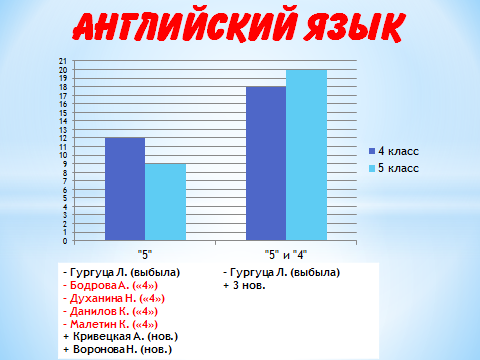 АНГЛИЙСКИЙ ЯЗЫК
21
20
19
18
17
16
15
14
13
12
11
10
9
8
7
6
5
4
3
2
1
0
4 класс
5 класс
"5"
"5" и "4"
- Гургуца Л. (выбыла)
- Бодрова А. («4»)
- Духанина Н. («4»)
- Данилов К. («4»)
- Малетин К. («4»)
+ Кривецкая А. (нов.)
+ Воронова Н. (нов.)
- Гургуца Л. (выбыла)
+ 3 нов.